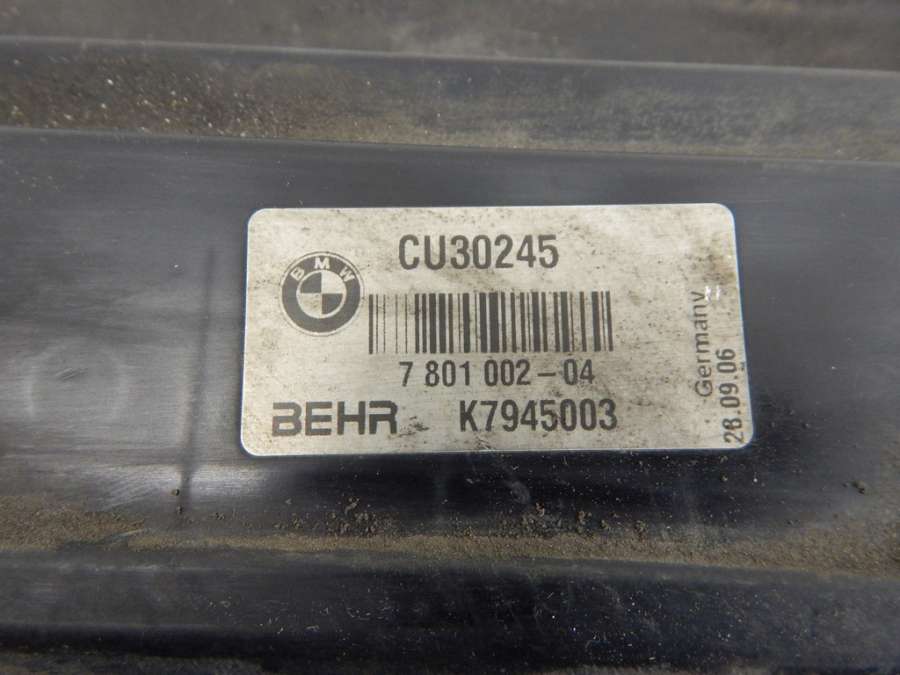 CU30245
BMW
7 801 002-04
BEHR K7945003
Germany
28.09.06